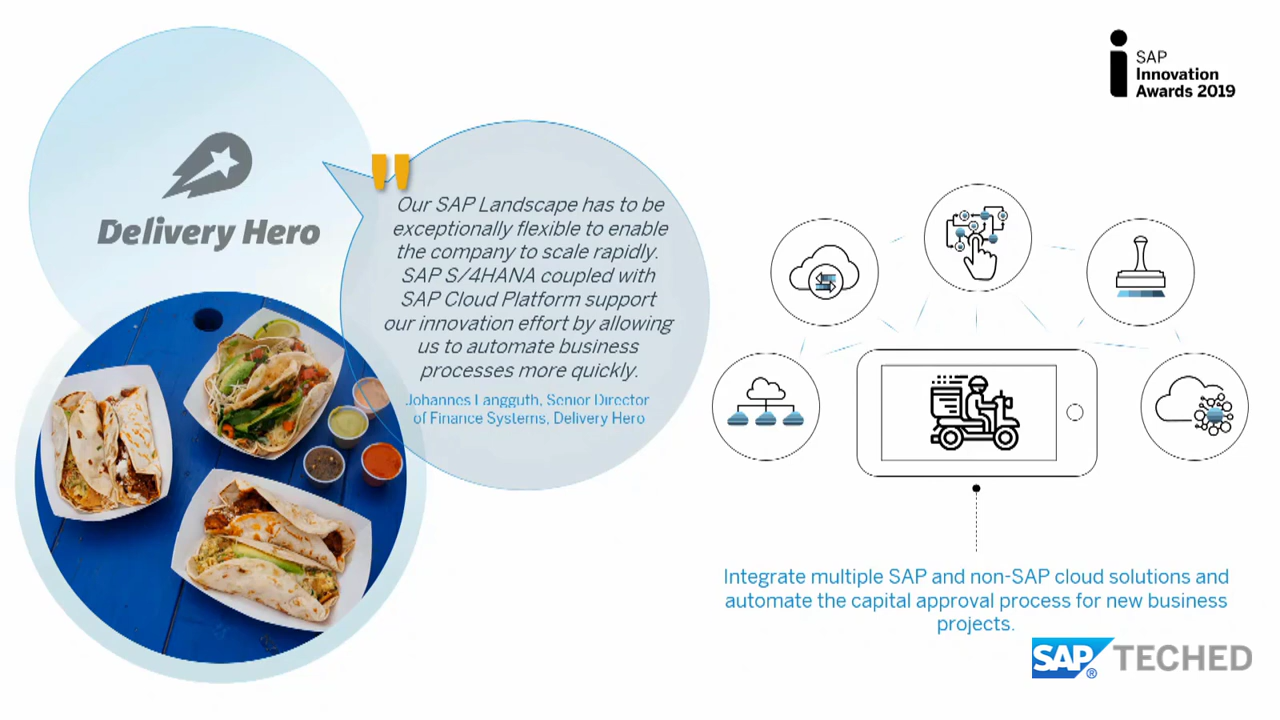 SAP
Innovation
Awards 2019
Delivery Hero
"
Our SAP Landscape has to be
exceptionally flexible to enable
the company to scale rapidly.
SAP S/4HANA coupled with
SAP Cloud Platform support
our innovation effort by allowing
us to automate business
processes more quickly.
Johannes Langguth, Senior Director
of Finance Systems, Delivery Hero
Integrate multiple SAP and non-SAP cloud solutions and
automate the capital approval process for new business
projects.
SAP® TECHED